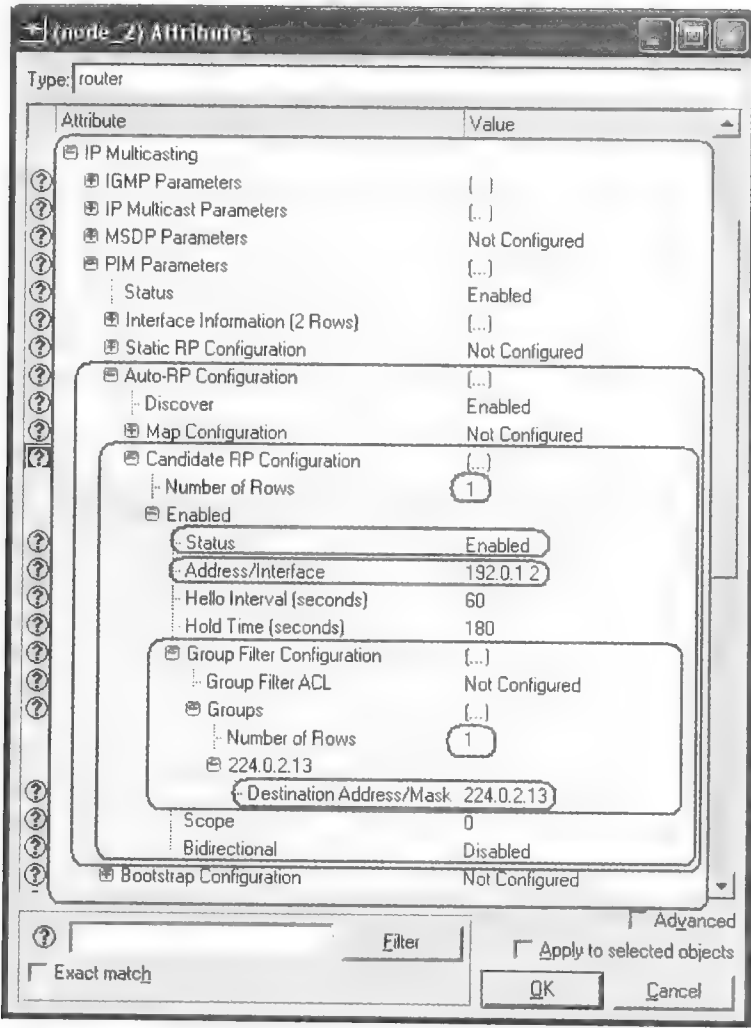 (node_2) Attributes
Type: router
Attribute Value
IP Multicasting
IGMP Parameters (...)
IP Multicast Parameters (...)
MSDP Parameters Not Configured
PIM Parameters (...)
Status Enabled
Interface Information (2 Rows) (...)
Static RP Configuration Not Configured
Auto-RP Configuration (...)
Discover Enabled
Map Configuration Not Configured
Candidate RP Configuration (...)
Number of Rows 1
Enabled
Status Enabled
Address/Interface 192.0.1 2
Hello Interval (seconds) 60
Hold Time (seconds) 180
Group Filter Configuration (...)
Group Filter ACL Not Configured
Groups (...)
Number of Rows 1
224.0.2.13
Destination Address/Mask 224.0.2.13
Scope 0
Bidirectional Disabled
Bootstrap Configuration Not Configured
Advanced
Filter
Apply to selected objects
Exact match
OK Cancel